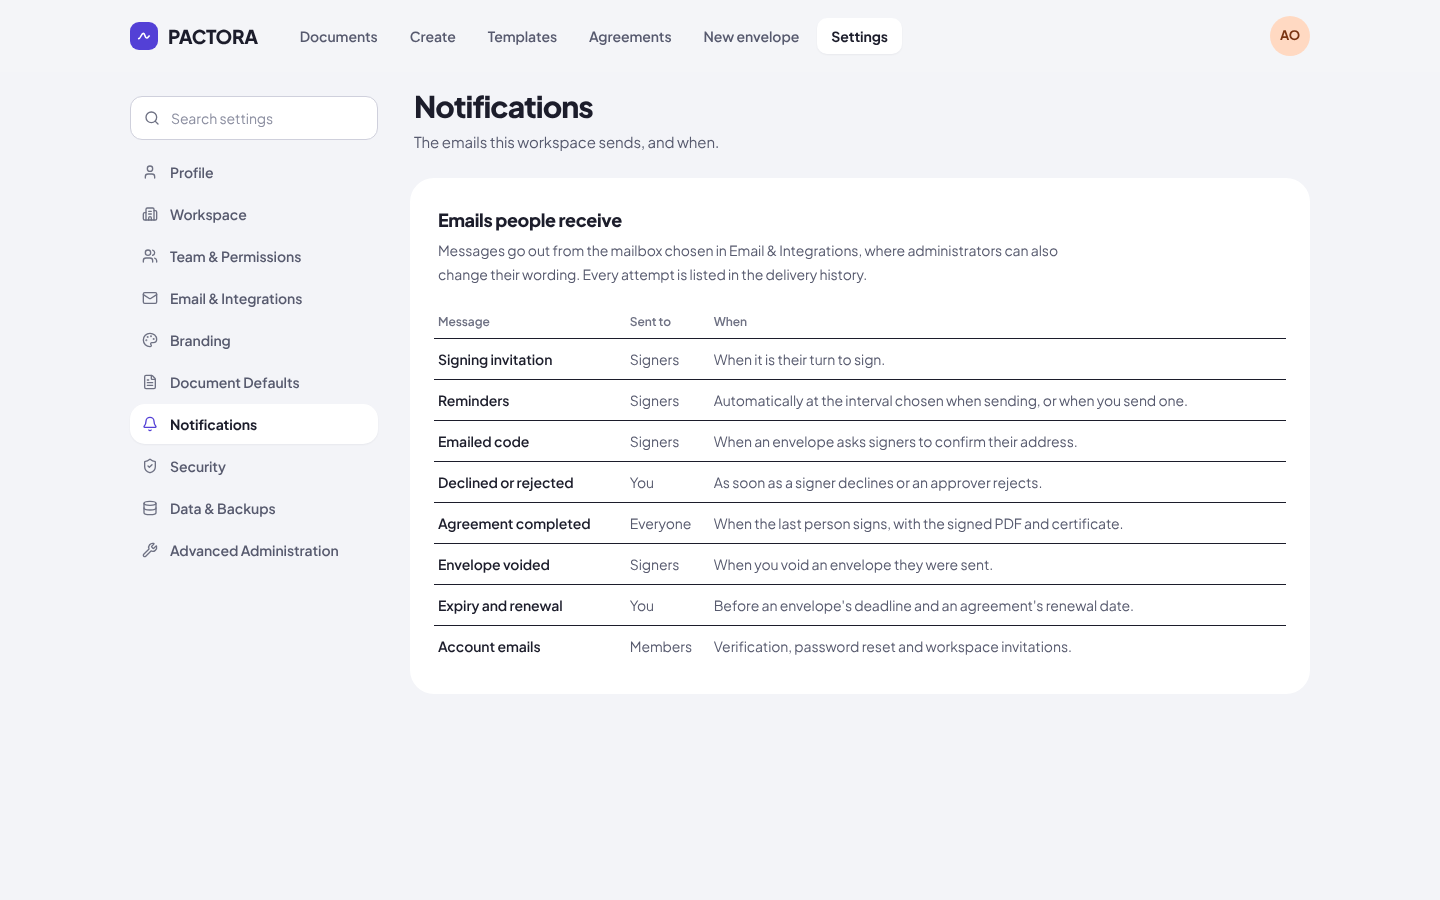 PACTORA
Documents
Create
Templates
Agreements
New envelope
Settings
AO
Search settings
Profile
Workspace
Team & Permissions
Email & Integrations
Branding
Document Defaults
Notifications
Security
Data & Backups
Advanced Administration
Notifications
The emails this workspace sends, and when.
Emails people receive
Messages go out from the mailbox chosen in Email & Integrations, where administrators can also
change their wording. Every attempt is listed in the delivery history.
Message Sent to When
Signing invitation Signers When it is their turn to sign.
Reminders Signers Automatically at the interval chosen when sending, or when you send one.
Emailed code Signers When an envelope asks signers to confirm their address.
Declined or rejected You As soon as a signer declines or an approver rejects.
Agreement completed Everyone When the last person signs, with the signed PDF and certificate.
Envelope voided Signers When you void an envelope they were sent.
Expiry and renewal You Before an envelope's deadline and an agreement's renewal date.
Account emails Members Verification, password reset and workspace invitations.